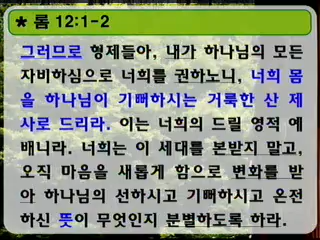 * 롬 12:1-2
그러므로 형제들아, 내가 하나님의 모든
자비하심으로 너희를 권하노니, 너희 몸
을 하나님이 기뻐하시는 거룩한 산 제
사로 드리라. 이는 너희의 드릴 영적 예
배니라. 너희는 이 세대를 본받지 말고,
오직 마음을 새롭게 함으로 변화를 받
아 하나님의 선하시고 기뻐하시고 온전
하신 뜻이 무엇인지 분별하도록 하라.